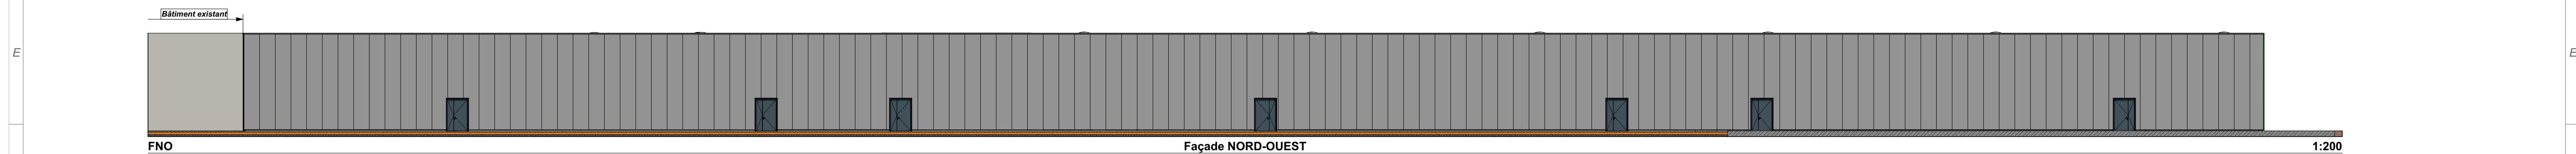 Bâtiment existant
E
E
FNO
Façade NORD-OUEST
1:200